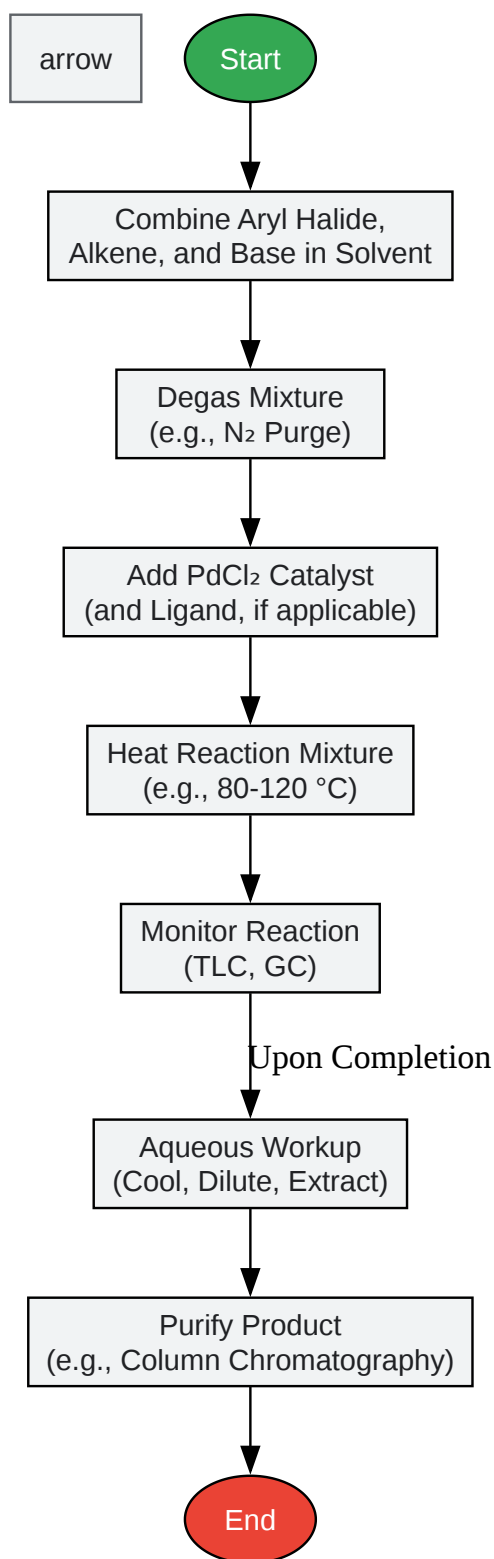 arrow
Start
Combine Aryl Halide,
Alkene, and Base in Solvent
Degas Mixture
(e.g., N₂ Purge)
Add PdCl₂ Catalyst
(and Ligand, if applicable)
Heat Reaction Mixture
(e.g., 80-120 °C)
Monitor Reaction
(TLC, GC)
Upon Completion
Aqueous Workup
(Cool, Dilute, Extract)
Purify Product
(e.g., Column Chromatography)
End